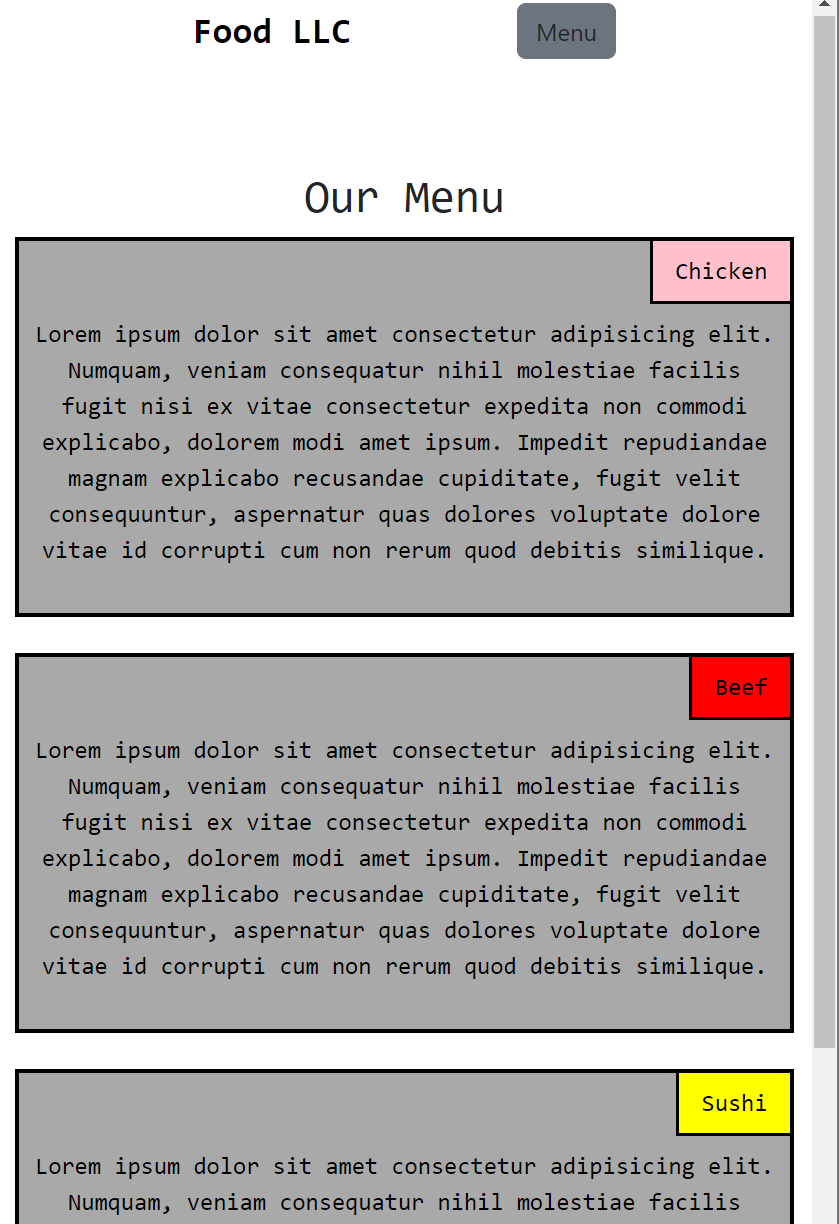 Food LLC
Menu
Our Menu
Chicken
Lorem ipsum dolor sit amet consectetur adipisicing elit.
Numquam, veniam consequatur nihil molestiae facilis
fugit nisi ex vitae consectetur expedita non commodi
explicabo, dolorem modi amet ipsum. Impedit repudiandae
magnam explicabo recusandae cupiditate, fugit velit
consequuntur, aspernatur quas dolores voluptate dolore
vitae id corrupti cum non rerum quod debitis similique.
Beef
Lorem ipsum dolor sit amet consectetur adipisicing elit.
Numquam, veniam consequatur nihil molestiae facilis
fugit nisi ex vitae consectetur expedita non commodi
explicabo, dolorem modi amet ipsum. Impedit repudiandae
magnam explicabo recusandae cupiditate, fugit velit
consequuntur, aspernatur quas dolores voluptate dolore
vitae id corrupti cum non rerum quod debitis similique.
Sushi
Lorem ipsum dolor sit amet consectetur adipisicing elit.
Numquam, veniam consequatur nihil molestiae facilis